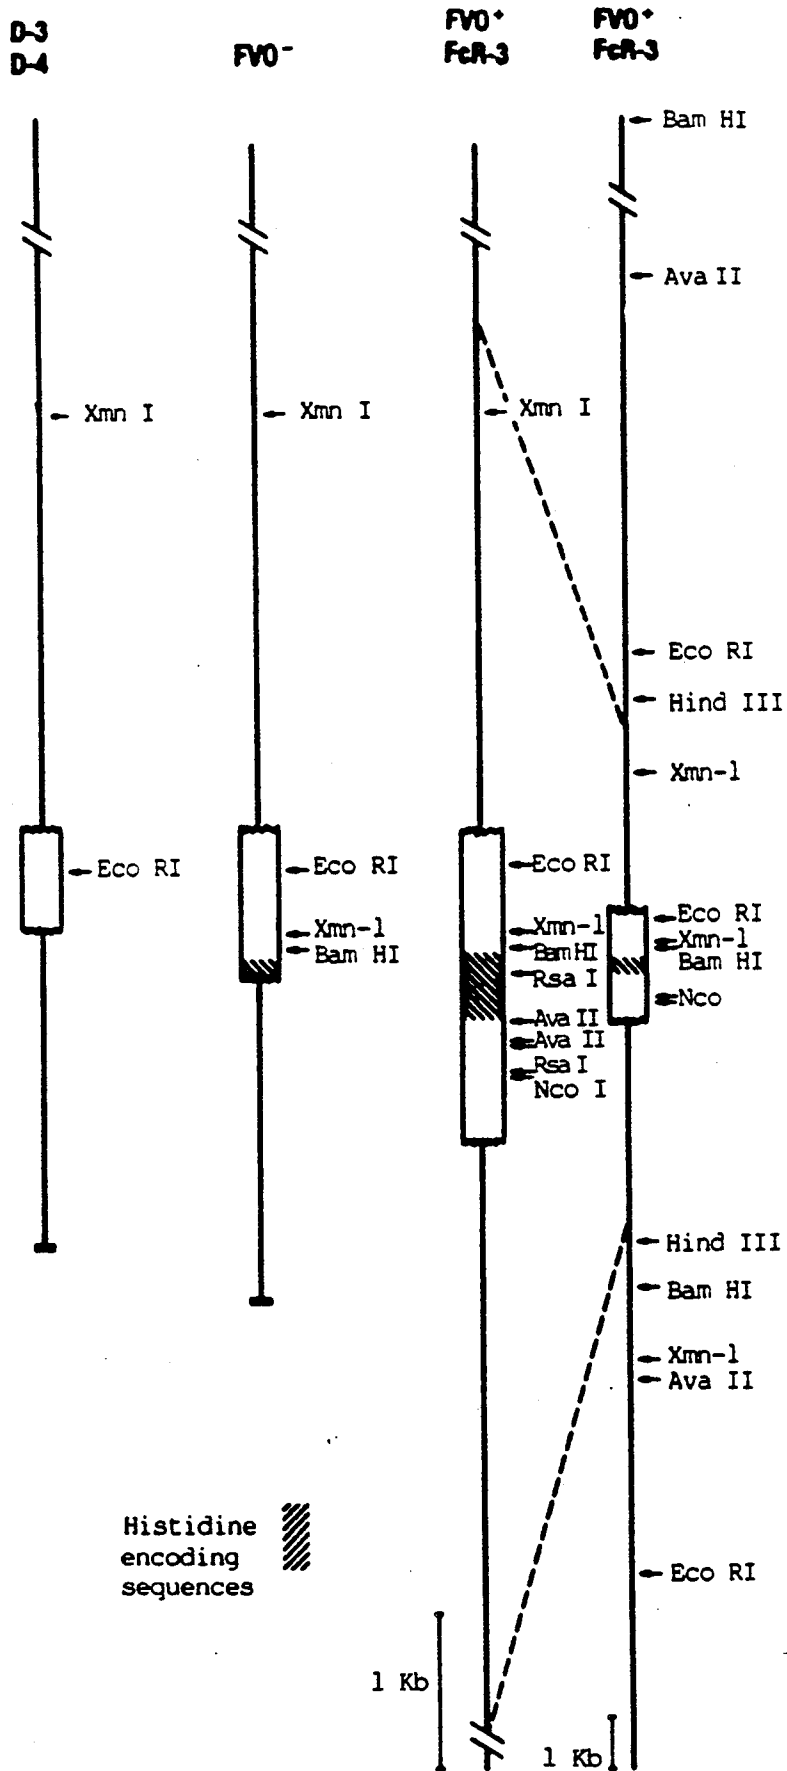 D-3
D-4
FVO-
FVO+
FcR-3
FVO+
FcR-3
Xmn I
Eco RI
Xmn I
Eco RI
Xmn-1
Bam HI
Xmn I
Eco RI
Xmn-1
Bam HI
Rsa I
Ava II
Ava II
Rsa I
Nco I
Bam HI
Ava II
Eco RI
Hind III
Xmn-1
Eco RI
Xmn-1
Bam HI
Nco
Hind III
Bam HI
Xmn-1
Ava II
Eco RI
Histidine
encoding
sequences
1 Kb
1 Kb